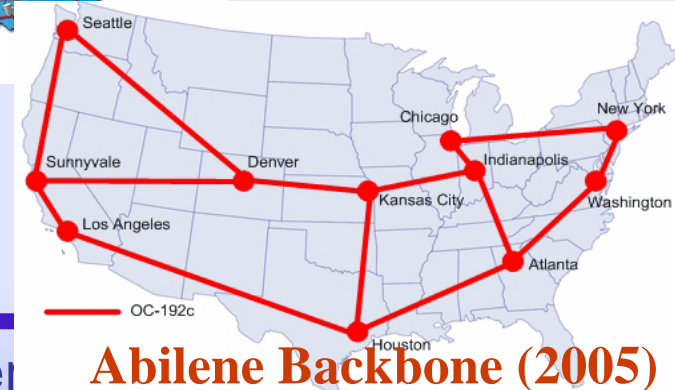 Seattle
Chicago
New York
Sunnyvale
Denver
Indianapolis
Kansas City
Washington
Los Angeles
Atlanta
OC-192c
Houston
Abilene Backbone (2005)